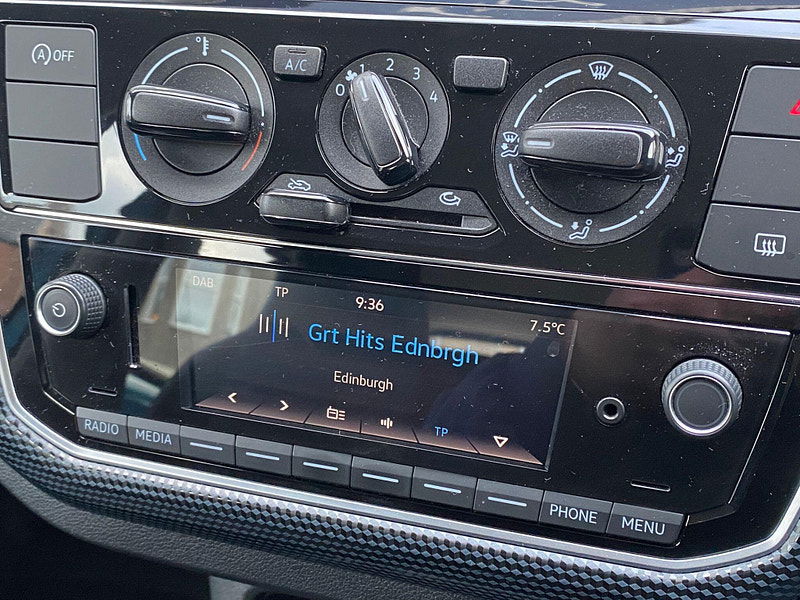 A OFF
A/C
0 1 2 3 4
DAB
TP
9:36
7.5°C
Grt Hits Ednbrgh
Edinburgh
TP
RADIO
MEDIA
PHONE
MENU